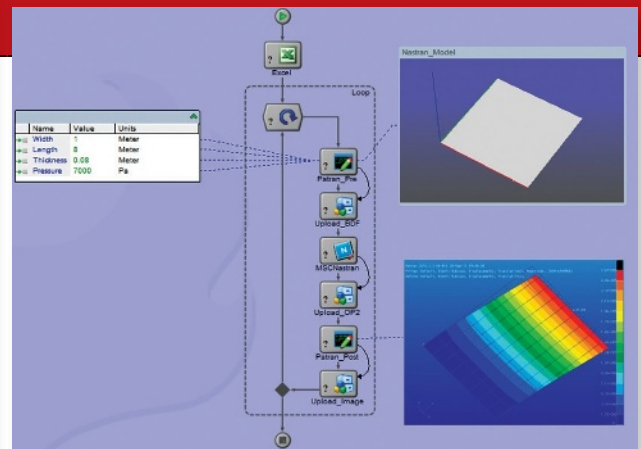 Excel
Loop
Nastran_Model
Name Value Units
Width 1 Meter
Length 8 Meter
Thickness 0.08 Meter
Pressure 7000 Pa
Patran_Pre
Upload_BDF
MSCNastran
Upload_OP2
Patran_Post
Upload_Image